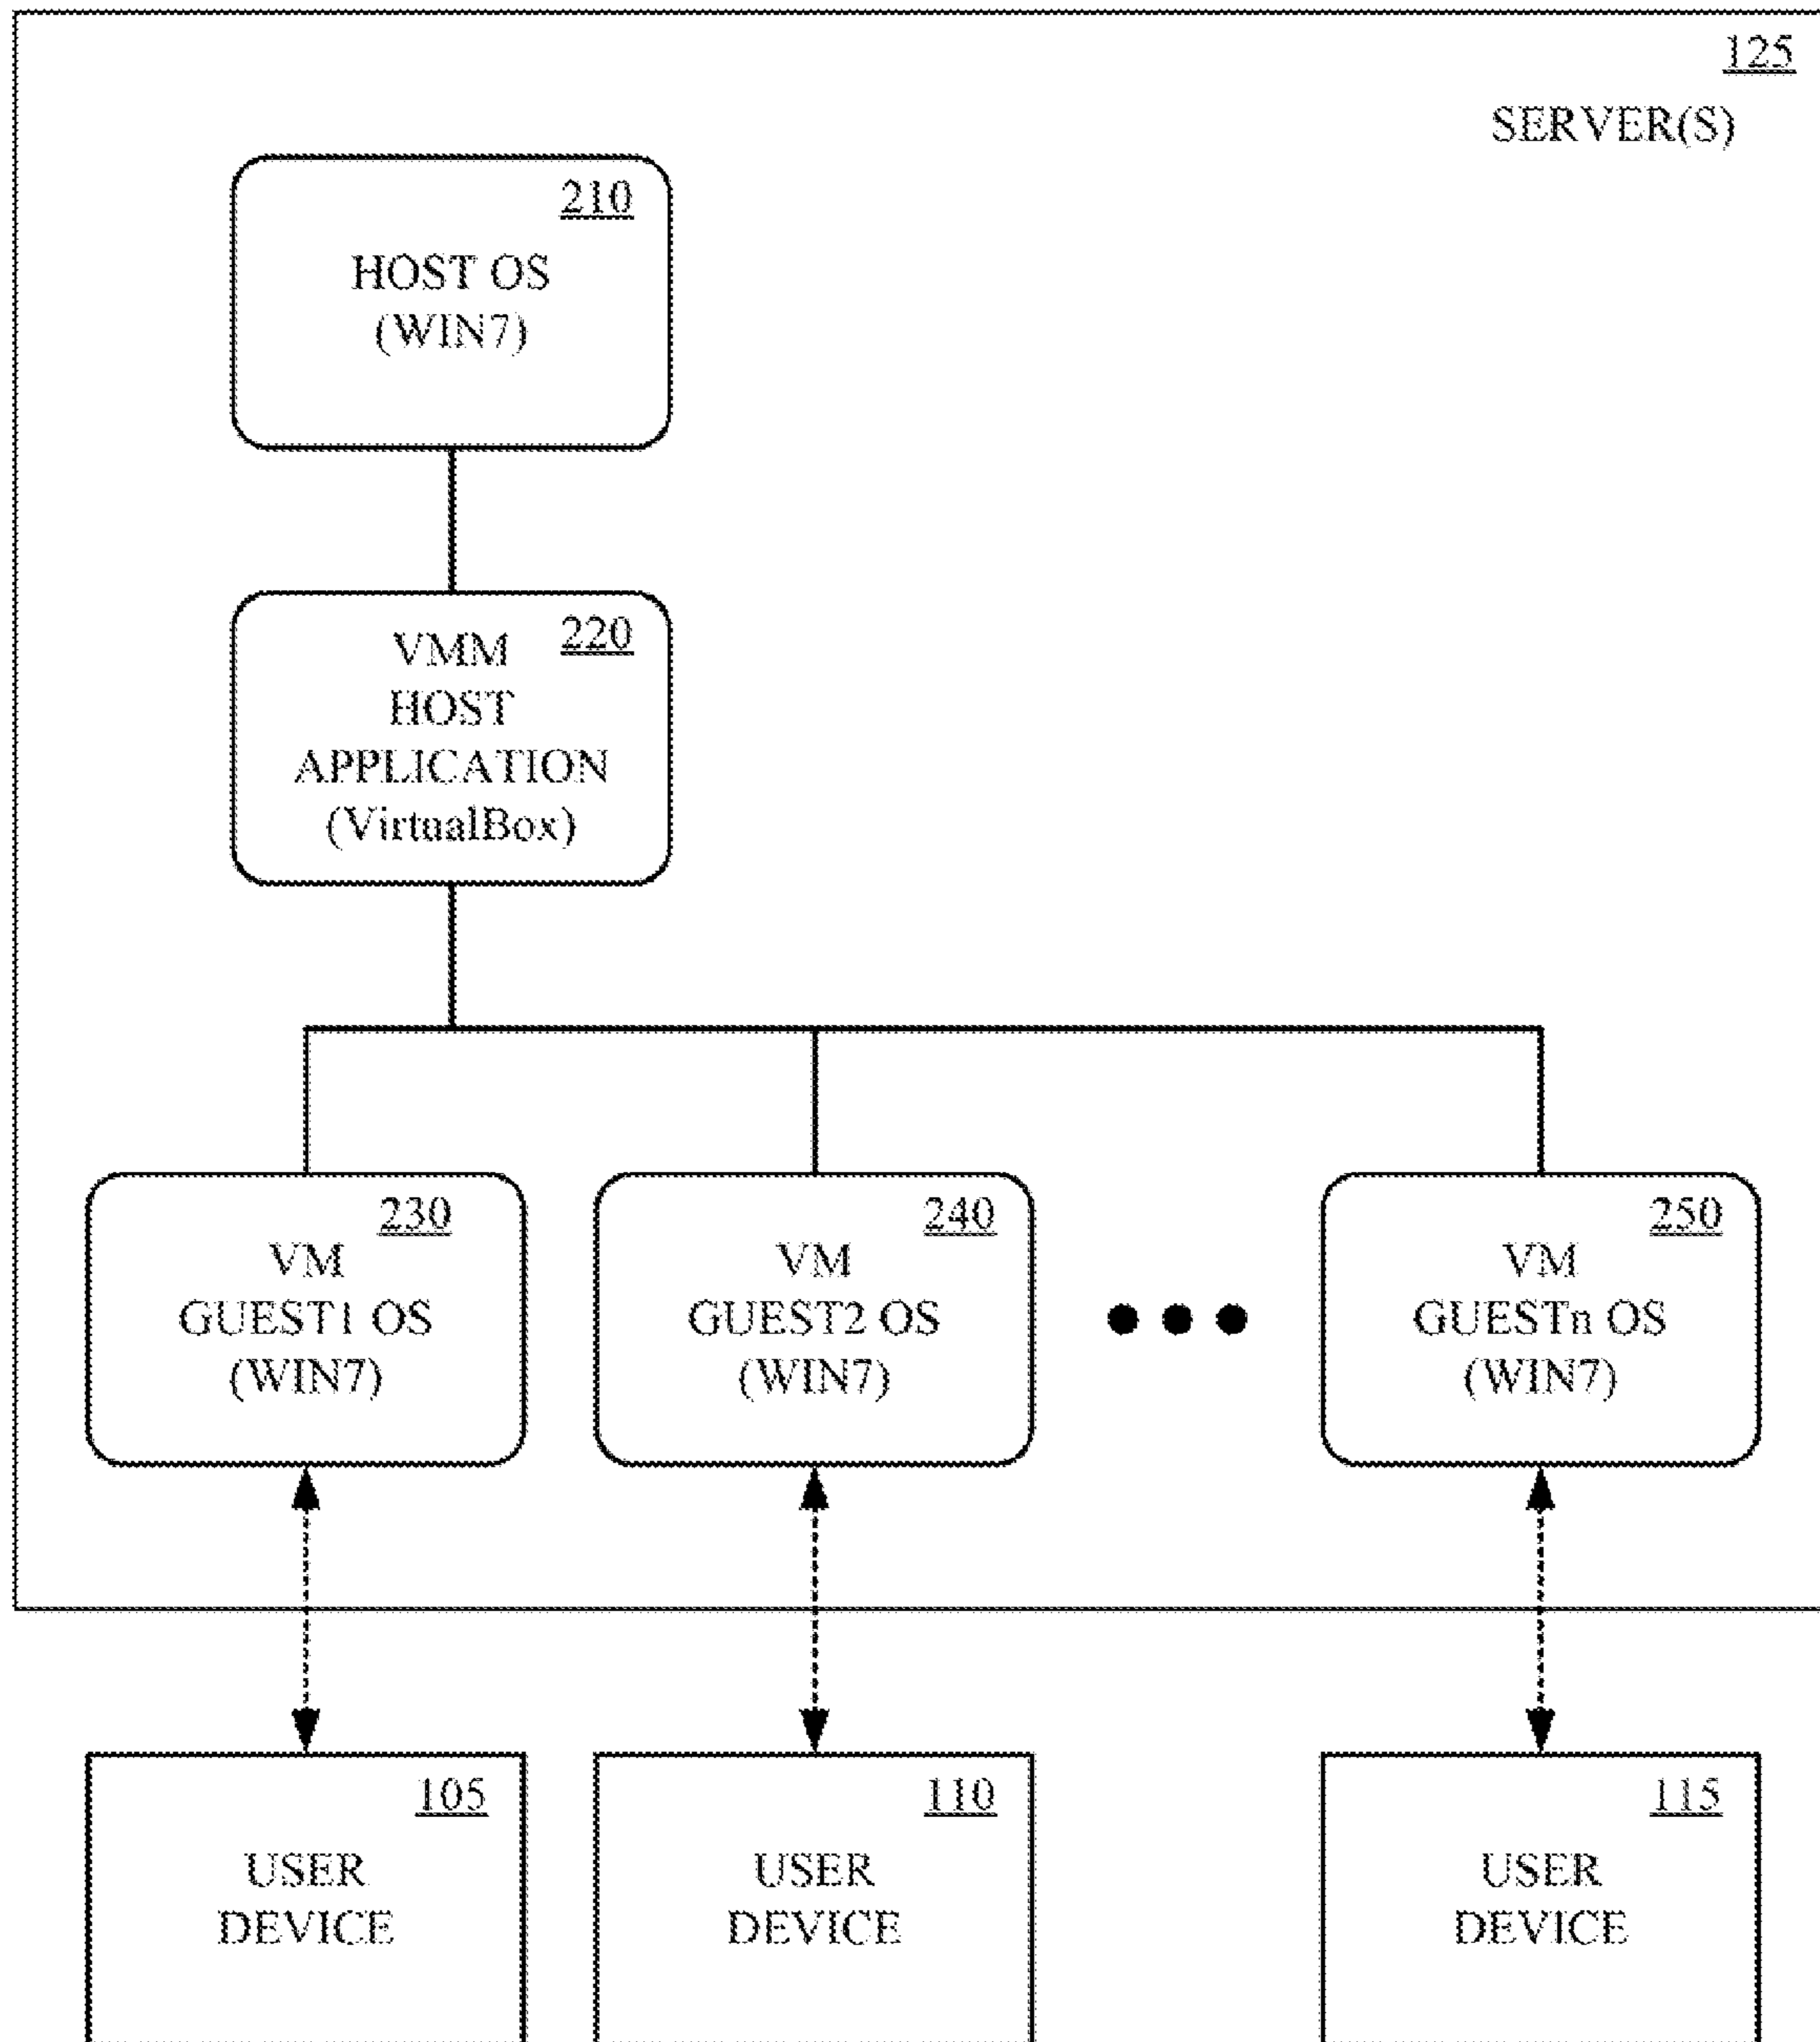 125
SERVER(S)
210
HOST OS
(WIN7)
220
VMM
HOST
APPLICATION
(VirtualBox)
230
VM
GUEST1 OS
(WIN7)
240
VM
GUEST2 OS
(WIN7)
250
VM
GUESTn OS
(WIN7)
105
USER
DEVICE
110
USER
DEVICE
115
USER
DEVICE